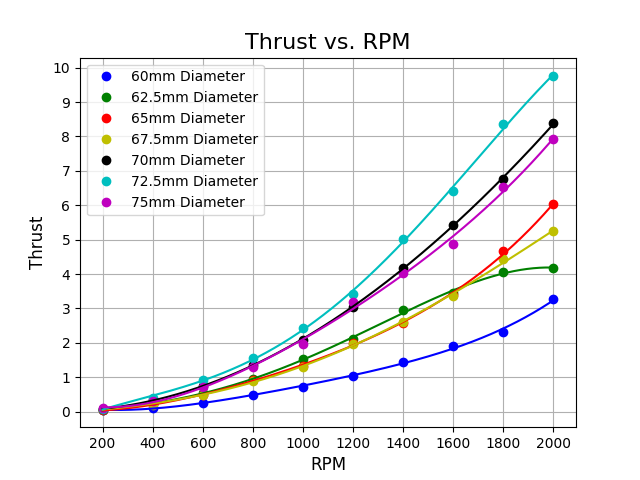 Thrust vs. RPM
10
9
8
7
6
5
4
3
2
1
0
Thrust
60mm Diameter
62.5mm Diameter
65mm Diameter
67.5mm Diameter
70mm Diameter
72.5mm Diameter
75mm Diameter
200 400 600 800 1000 1200 1400 1600 1800 2000
RPM